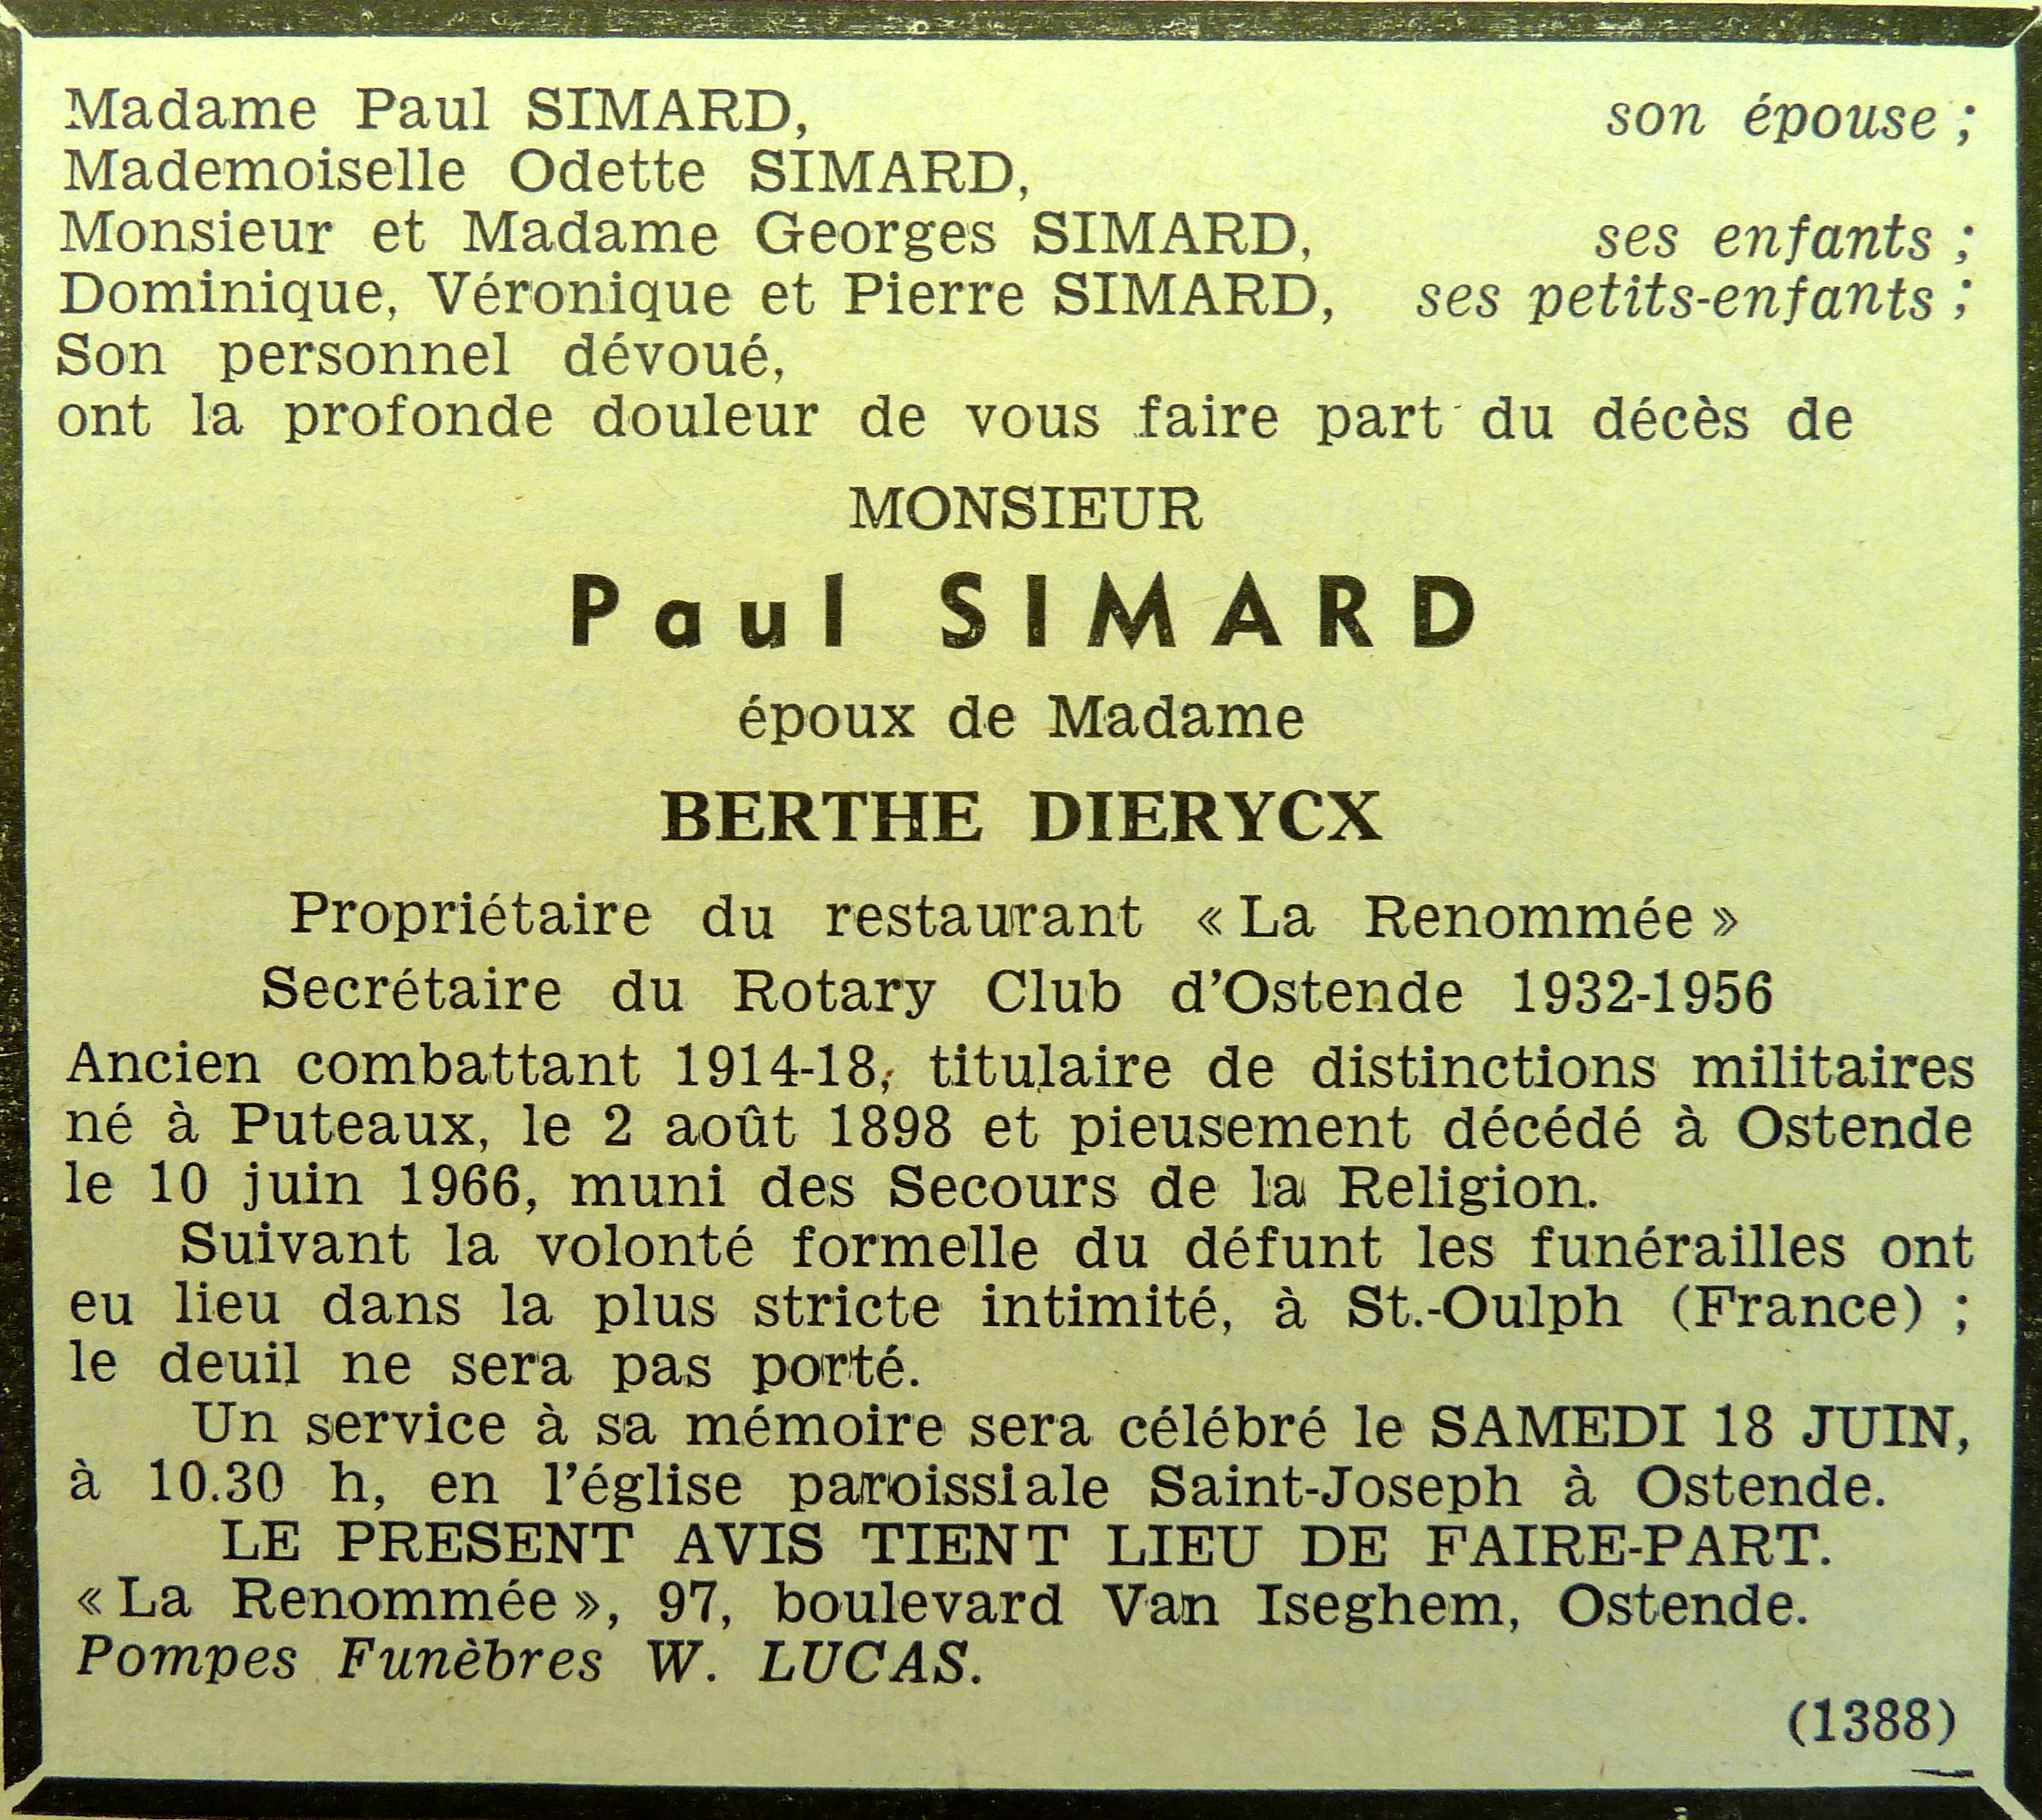 Madame Paul SIMARD, son épouse ;
Mademoiselle Odette SIMARD,
Monsieur et Madame Georges SIMARD, ses enfants ;
Dominique, Véronique et Pierre SIMARD, ses petits-enfants ;
Son personnel dévoué,
ont la profonde douleur de vous faire part du décès de
MONSIEUR
Paul SIMARD
époux de Madame
BERTHE DIERYCX
Propriétaire du restaurant « La Renommée »
Secrétaire du Rotary Club d'Ostende 1932-1956
Ancien combattant 1914-18, titulaire de distinctions militaires
né à Puteaux, le 2 août 1898 et pieusement décédé à Ostende
le 10 juin 1966, muni des Secours de la Religion.
Suivant la volonté formelle du défunt les funérailles ont
eu lieu dans la plus stricte intimité, à St.-Oulph (France) ;
le deuil ne sera pas porté.
Un service à sa mémoire sera célébré le SAMEDI 18 JUIN,
à 10.30 h, en l'église paroissiale Saint-Joseph à Ostende.
LE PRESENT AVIS TIENT LIEU DE FAIRE-PART.
« La Renommée », 97, boulevard Van Iseghem, Ostende.
Pompes Funèbres W. LUCAS.
(1388)